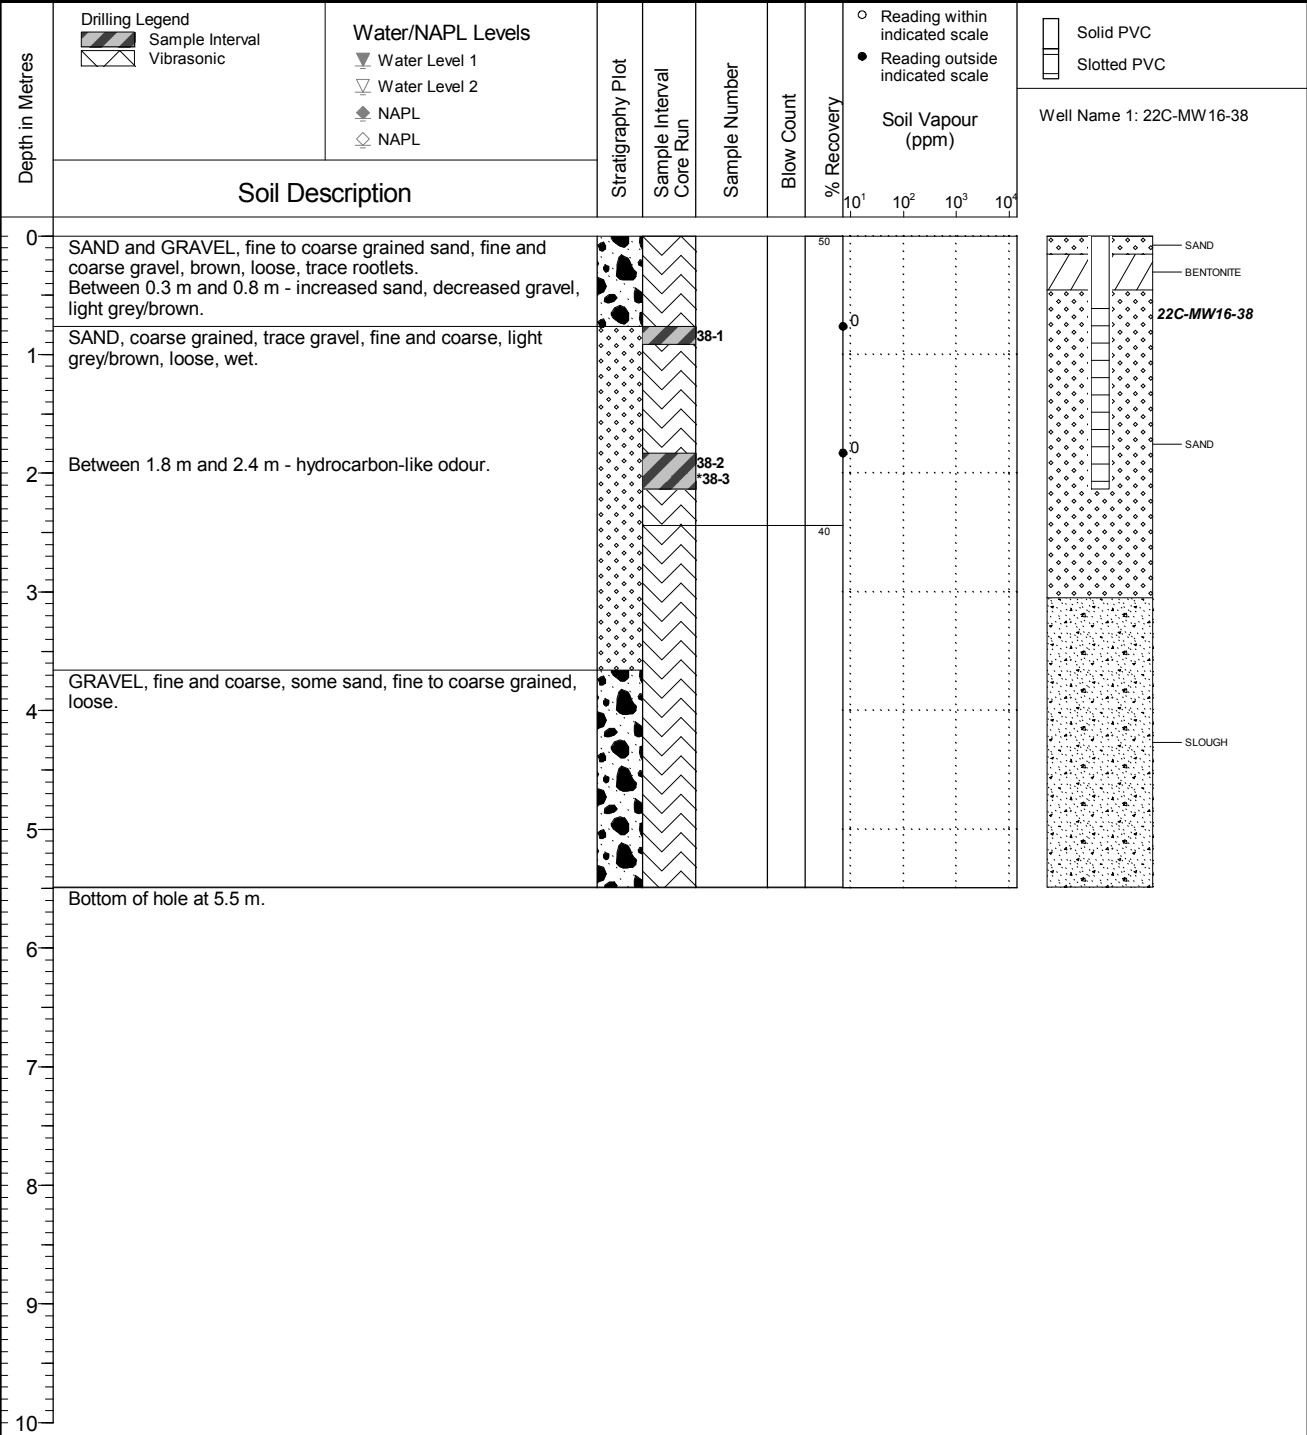 Drilling Legend
Sample Interval
Vibrasonic
Water/NAPL Levels
Water Level 1
Water Level 2
NAPL
NAPL
Depth in Metres
Soil Description
Stratigraphy Plot
Sample Interval
Core Run
Sample Number
Blow Count
% Recovery
Reading within
indicated scale
Reading outside
indicated scale
Soil Vapour
(ppm)
10¹ 10² 10³ 10⁴
Solid PVC
Slotted PVC
Well Name 1: 22C-MW16-38
0
SAND and GRAVEL, fine to coarse grained sand, fine and
coarse gravel, brown, loose, trace rootlets.
Between 0.3 m and 0.8 m - increased sand, decreased gravel,
light grey/brown.
50
SAND
BENTONITE
22C-MW16-38
0
SAND, coarse grained, trace gravel, fine and coarse, light
grey/brown, loose, wet.
38-1
1
0
SAND
Between 1.8 m and 2.4 m - hydrocarbon-like odour.
38-2
*38-3
2
40
3
GRAVEL, fine and coarse, some sand, fine to coarse grained,
loose.
4
SLOUGH
5
Bottom of hole at 5.5 m.
6
7
8
9
10